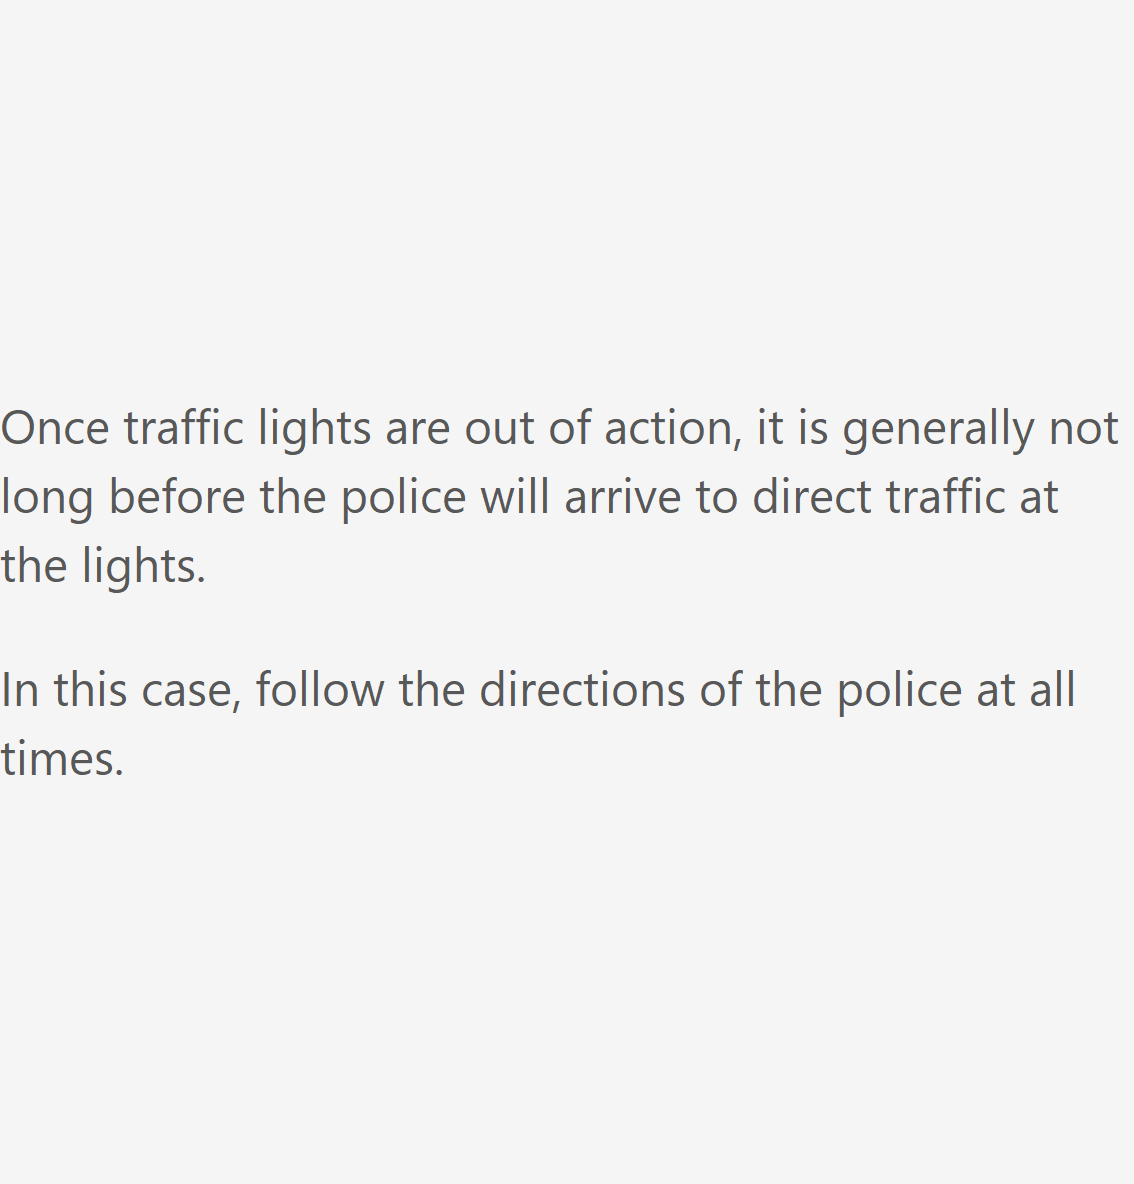 Once traffic lights are out of action, it is generally not
long before the police will arrive to direct traffic at
the lights.
In this case, follow the directions of the police at all
times.